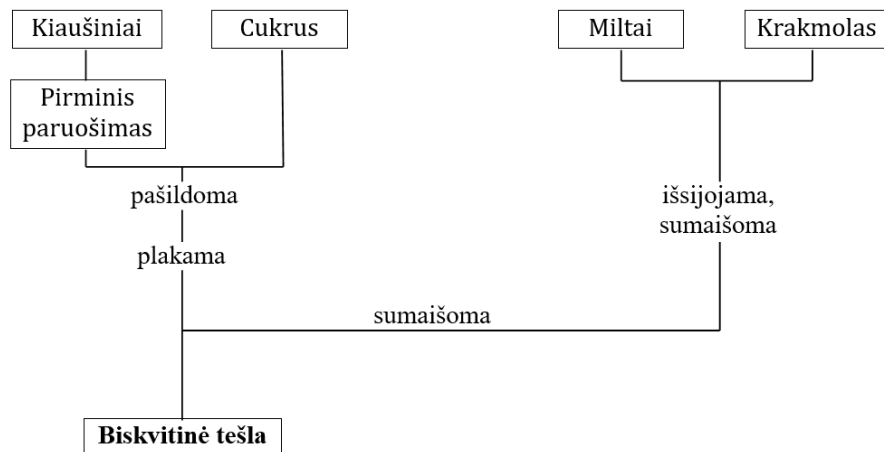 Kiaušiniai
Cukrus
Miltai
Krakmolas
Pirminis
paruošimas
pašildoma
išsijojama,
sumaišoma
plakama
sumaišoma
Biskvitinė tešla